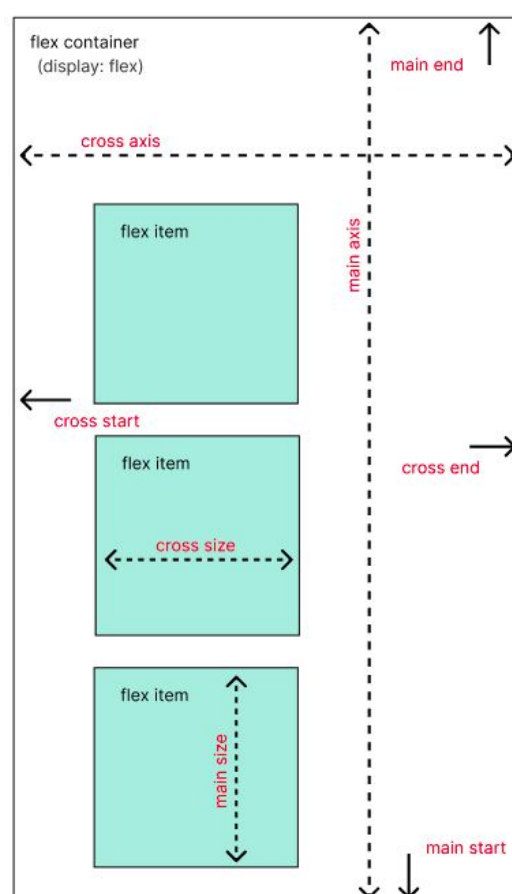 flex container
(display: flex)
main end
cross axis
flex item
main axis
cross start
flex item
cross end
cross size
flex item
main size
main start